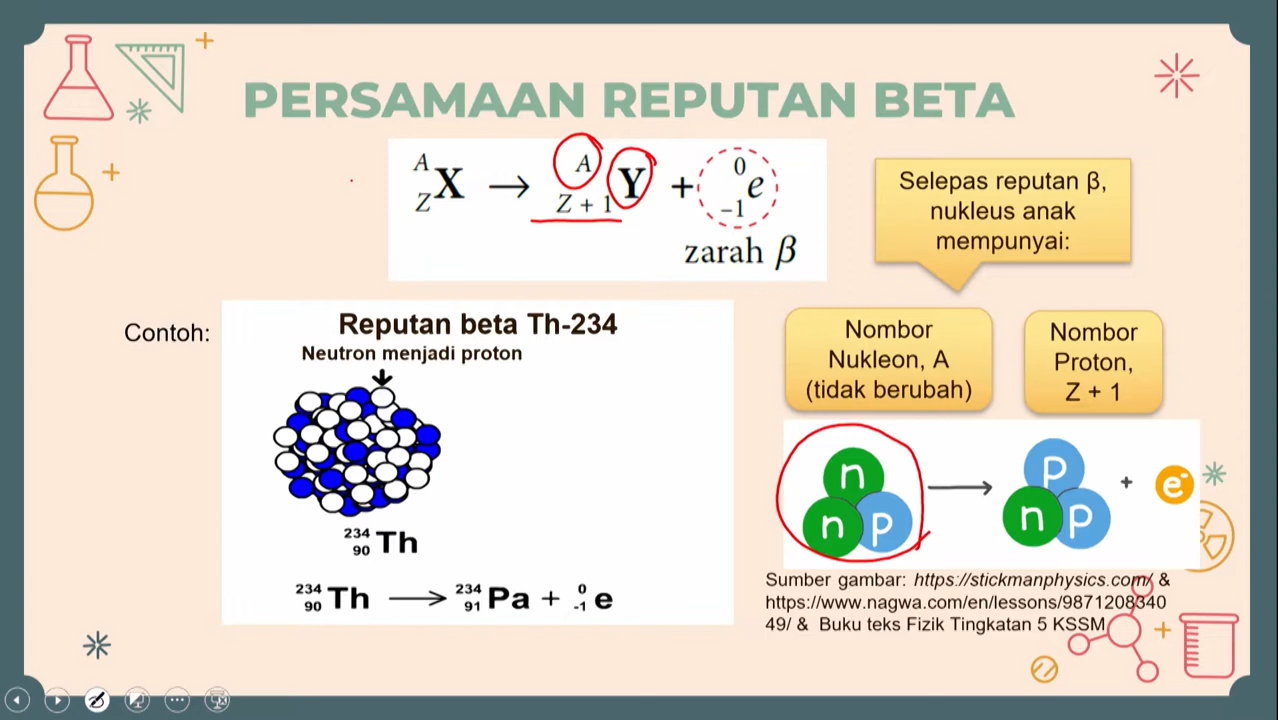 PERSAMAAN REPUTAN BETA
A
Z X → A
Z + 1 Y + 0
−1 e
zarah β
Selepas reputan β,
nukleus anak
mempunyai:
Contoh:
Reputan beta Th-234
Neutron menjadi proton
234
90 Th
234
90 Th → 234
91 Pa + 0
-1 e
Nombor
Nukleon, A
(tidak berubah)
Nombor
Proton,
Z + 1
n
n p
→
p
n p
+ e-
Sumber gambar: https://stickmanphysics.com/ &
https://www.nagwa.com/en/lessons/9871208340
49/ & Buku teks Fizik Tingkatan 5 KSSM